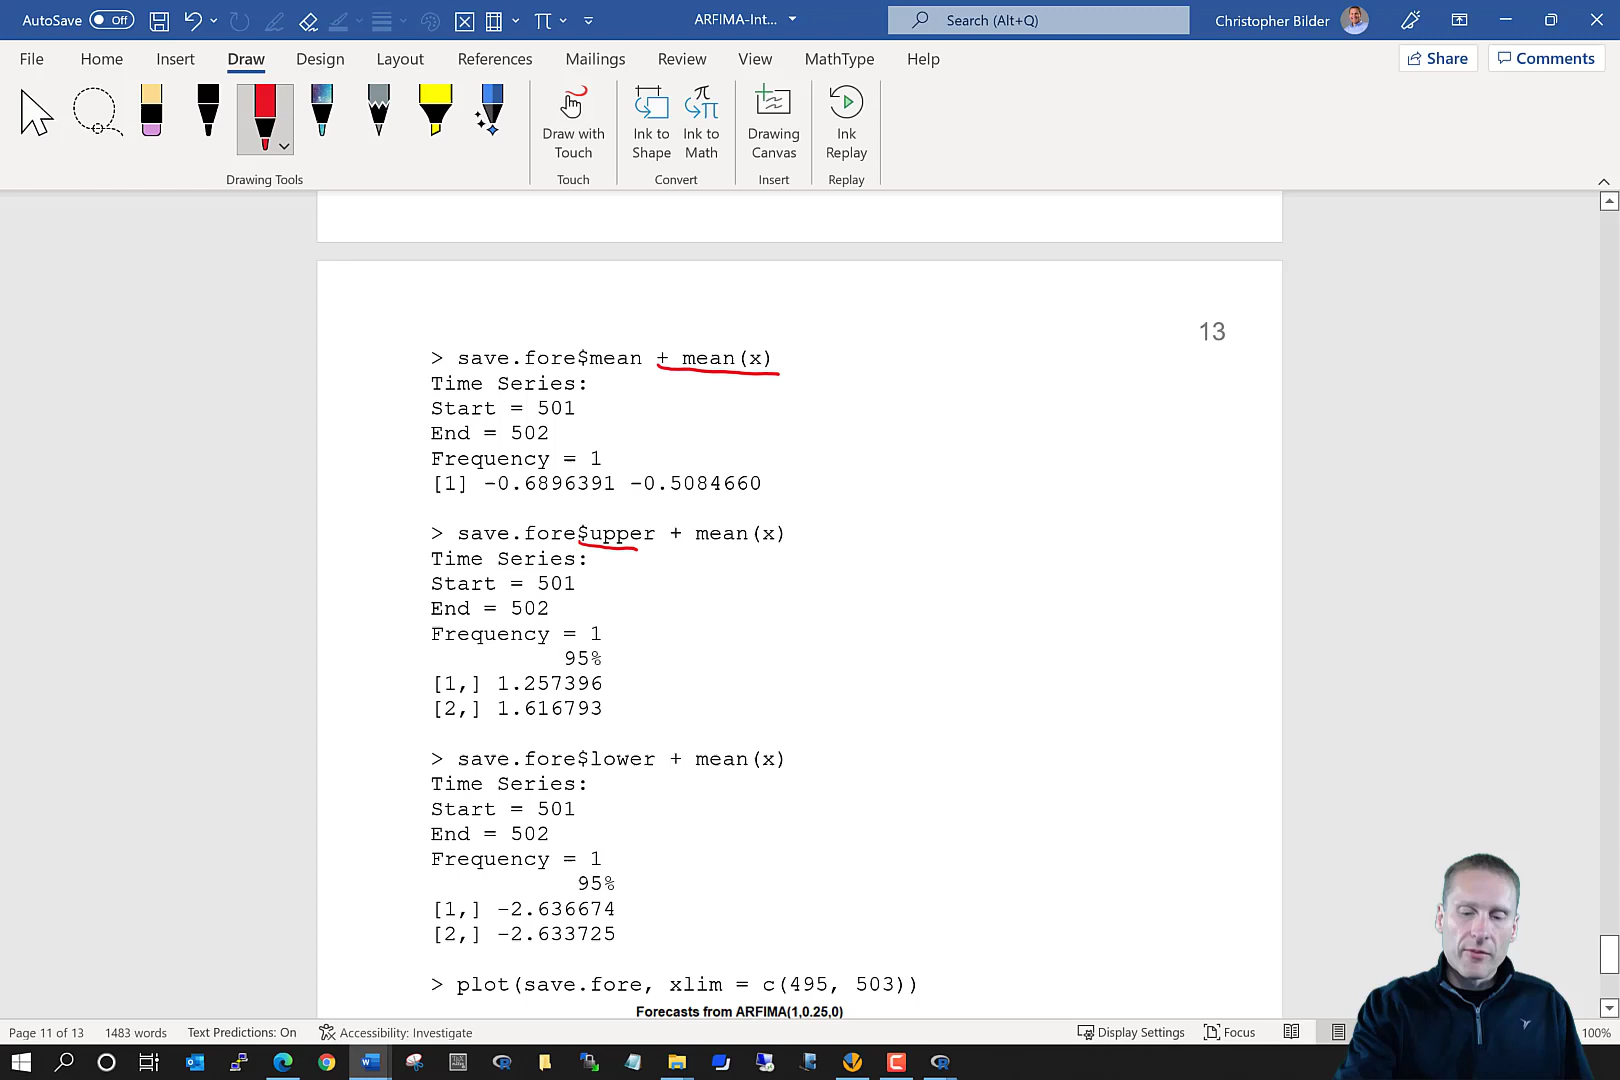 AutoSave Off ARFIMA-Int... Search (Alt+Q) Christopher Bilder
File Home Insert Draw Design Layout References Mailings Review View MathType Help Share Comments
Draw with Touch
Ink to Shape
Ink to Math
Drawing Canvas
Ink Replay
Drawing Tools Touch Convert Insert Replay
13
> save.fore$mean + mean(x)
Time Series:
Start = 501
End = 502
Frequency = 1
[1] -0.6896391 -0.5084660
> save.fore$upper + mean(x)
Time Series:
Start = 501
End = 502
Frequency = 1
95%
[1,] 1.257396
[2,] 1.616793
> save.fore$lower + mean(x)
Time Series:
Start = 501
End = 502
Frequency = 1
95%
[1,] -2.636674
[2,] -2.633725
> plot(save.fore, xlim = c(495, 503))
Forecasts from ARFIMA(1,0.25,0)
Page 11 of 13 1483 words Text Predictions: On Accessibility: Investigate Display Settings Focus 100%